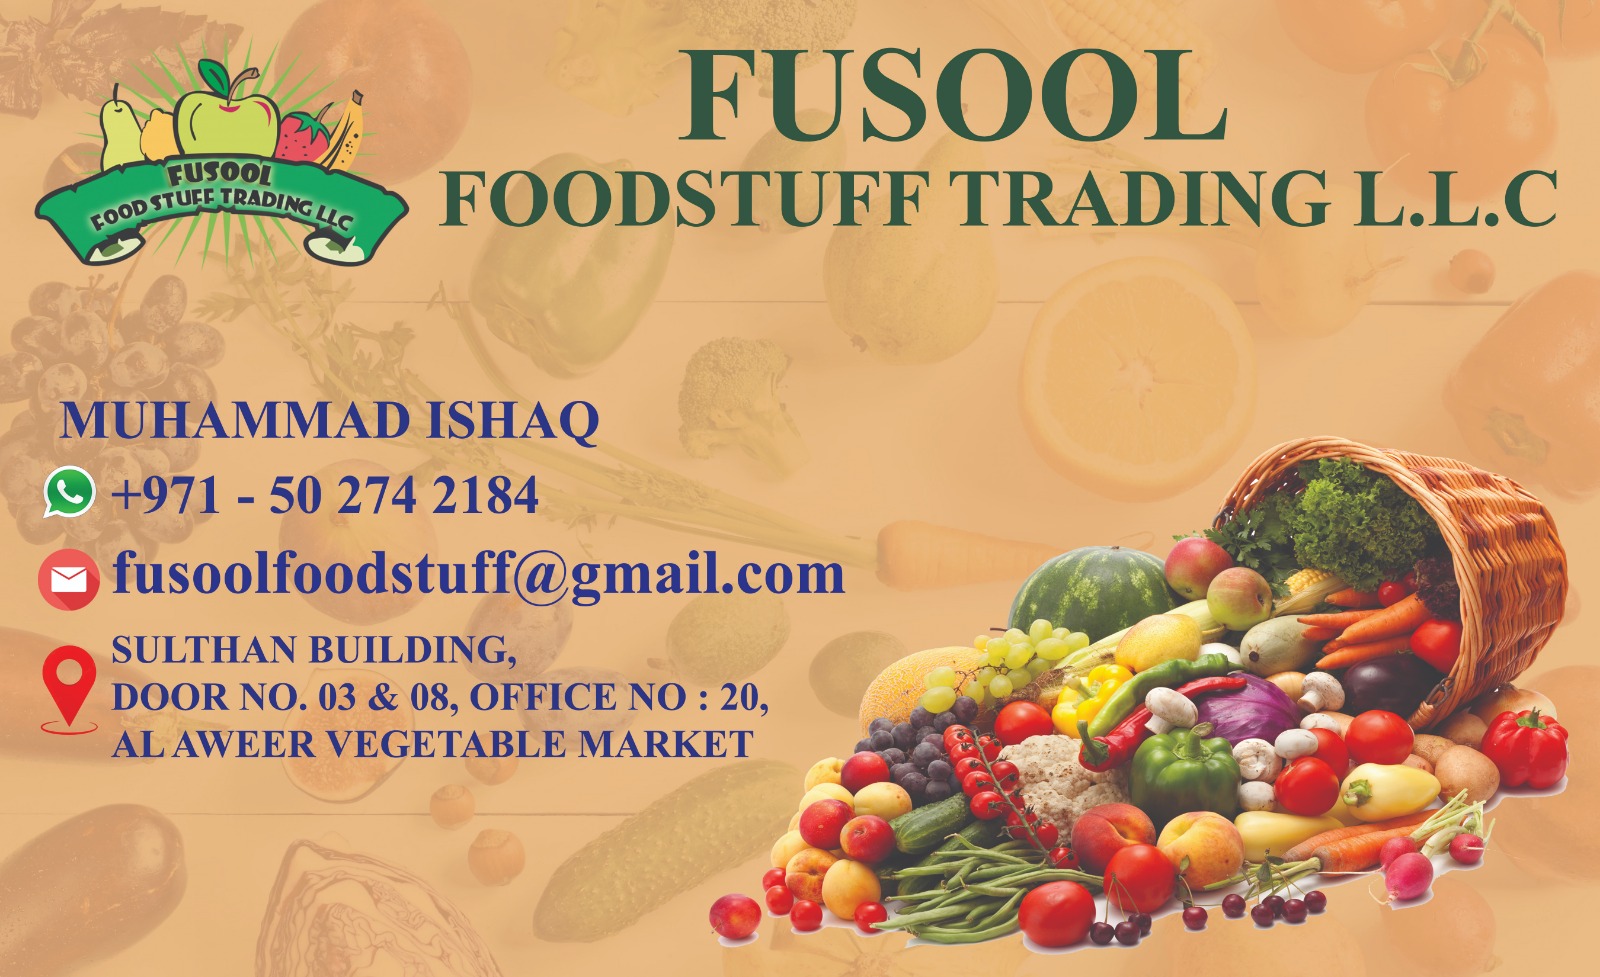 FUSOOL
FOOD STUFF TRADING LLC
FUSOOL
FOODSTUFF TRADING L.L.C
MUHAMMAD ISHAQ
+971 - 50 274 2184
fusoolfoodstuff@gmail.com
SULTHAN BUILDING,
DOOR NO. 03 & 08, OFFICE NO : 20,
AL AWEER VEGETABLE MARKET